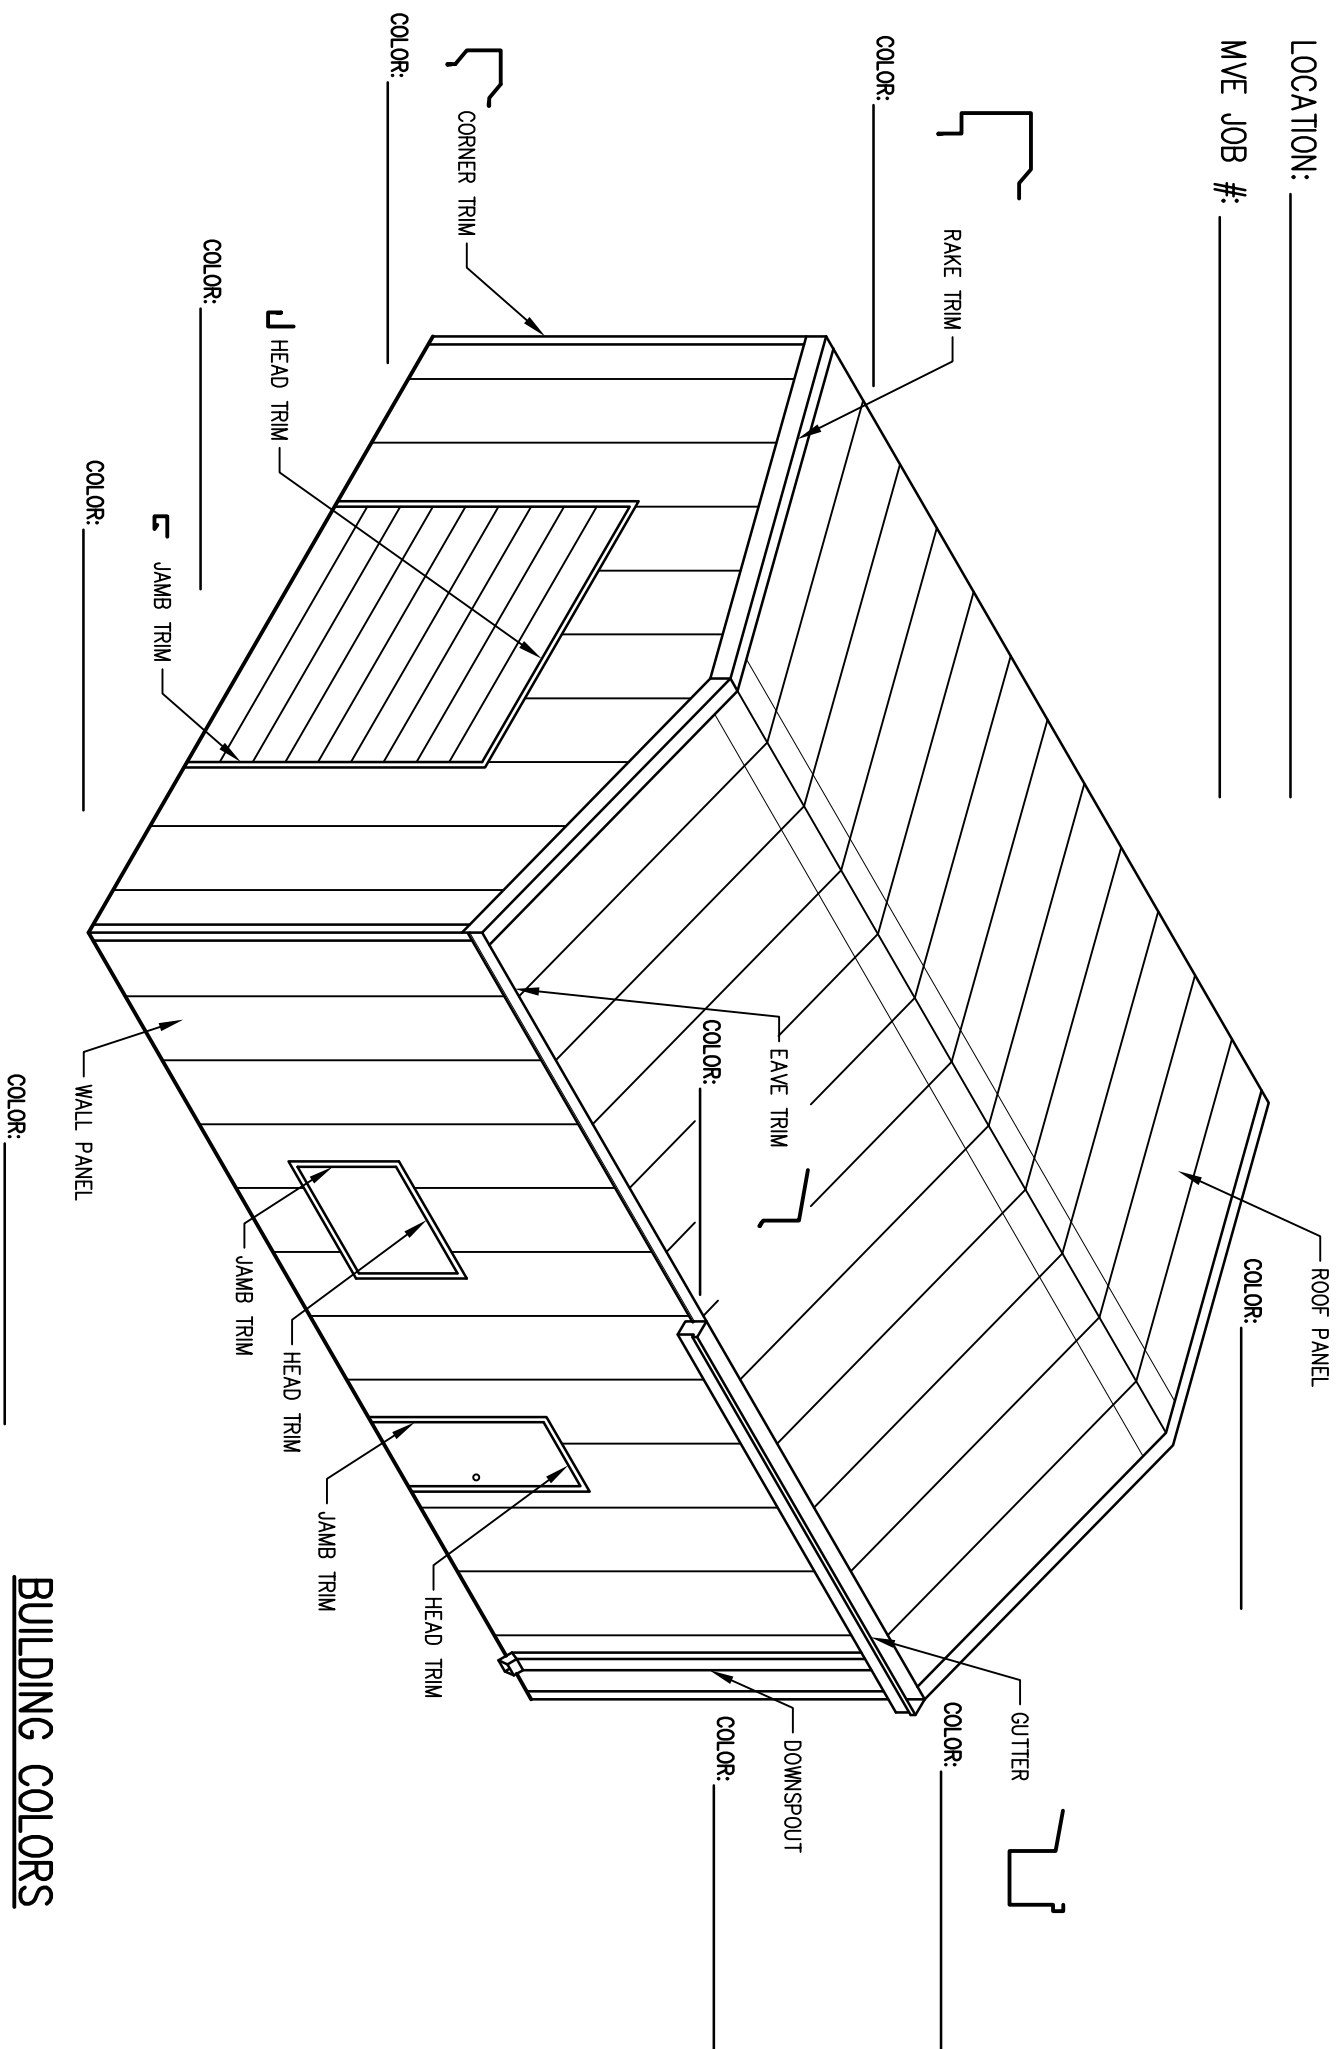 LOCATION:
MVE JOB #:
ROOF PANEL
COLOR:
RAKE TRIM
COLOR:
GUTTER
COLOR:
EAVE TRIM
COLOR:
DOWNSPOUT
COLOR:
CORNER TRIM
COLOR:
HEAD TRIM
COLOR:
JAMB TRIM
COLOR:
HEAD TRIM
JAMB TRIM
HEAD TRIM
JAMB TRIM
WALL PANEL
COLOR:
BUILDING COLORS